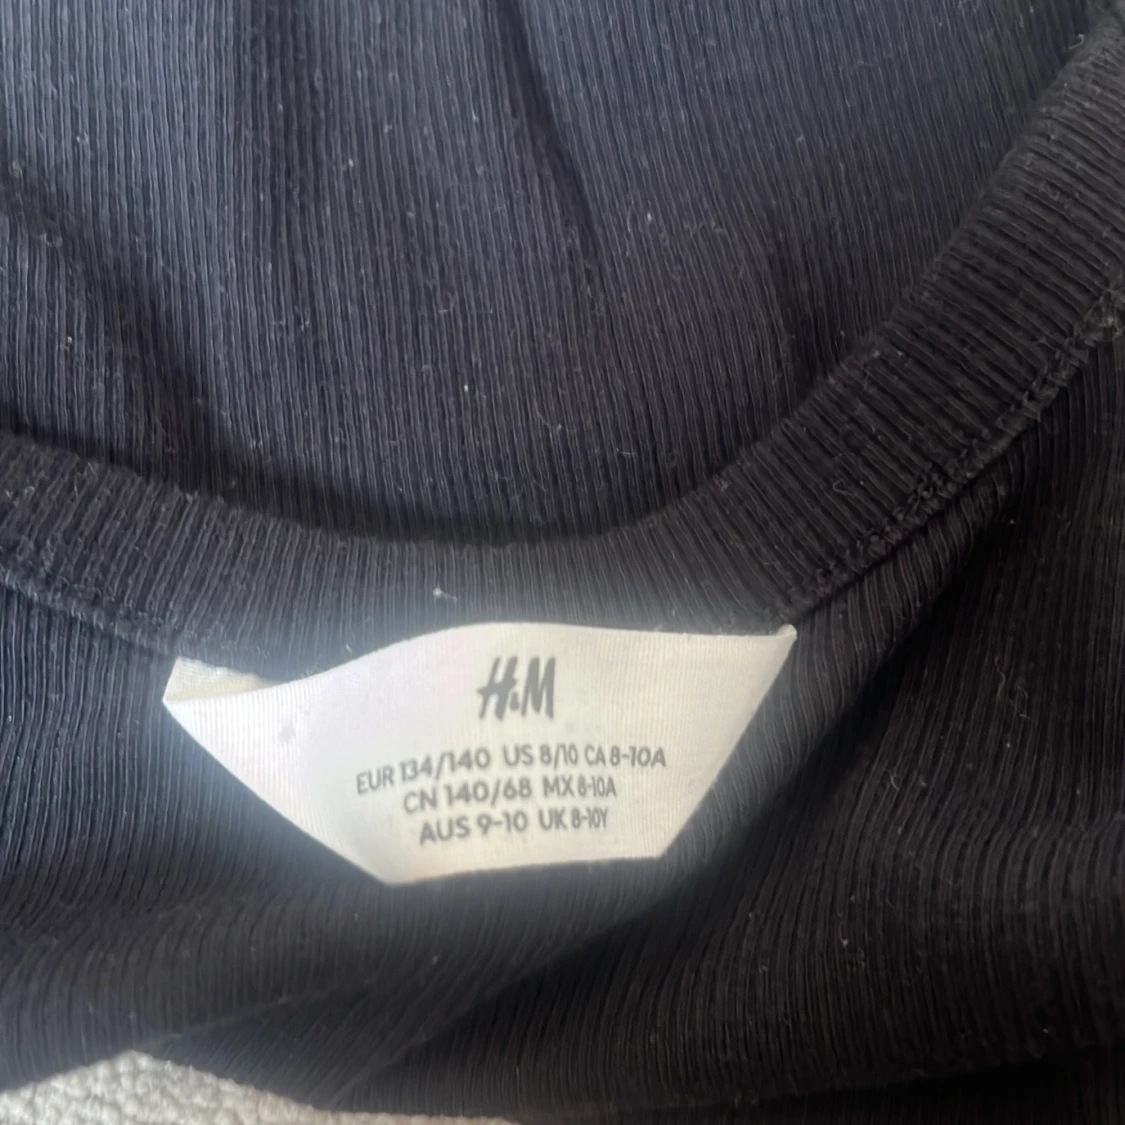 H&M
EUR 134/140 US 8/10 CA 8-10A
CN 140/68 MX 8-10A
AUS 9-10 UK 8-10Y